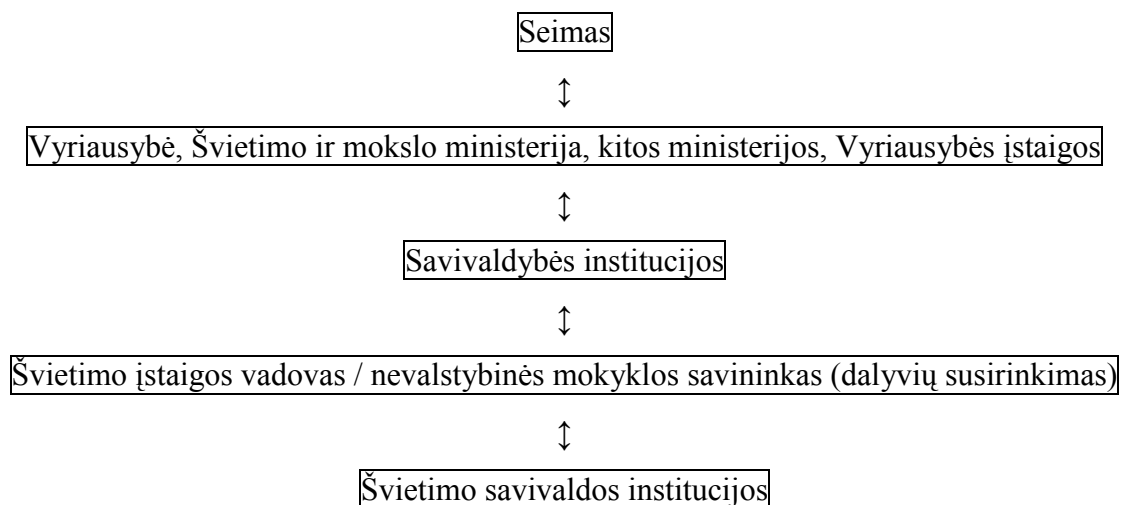 Seimas
↕
Vyriausybė, Švietimo ir mokslo ministerija, kitos ministerijos, Vyriausybės įstaigos
↕
Savivaldybės institucijos
↕
Švietimo įstaigos vadovas / nevalstybinės mokyklos savininkas (dalyvių susirinkimas)
↕
Švietimo savivaldos institucijos